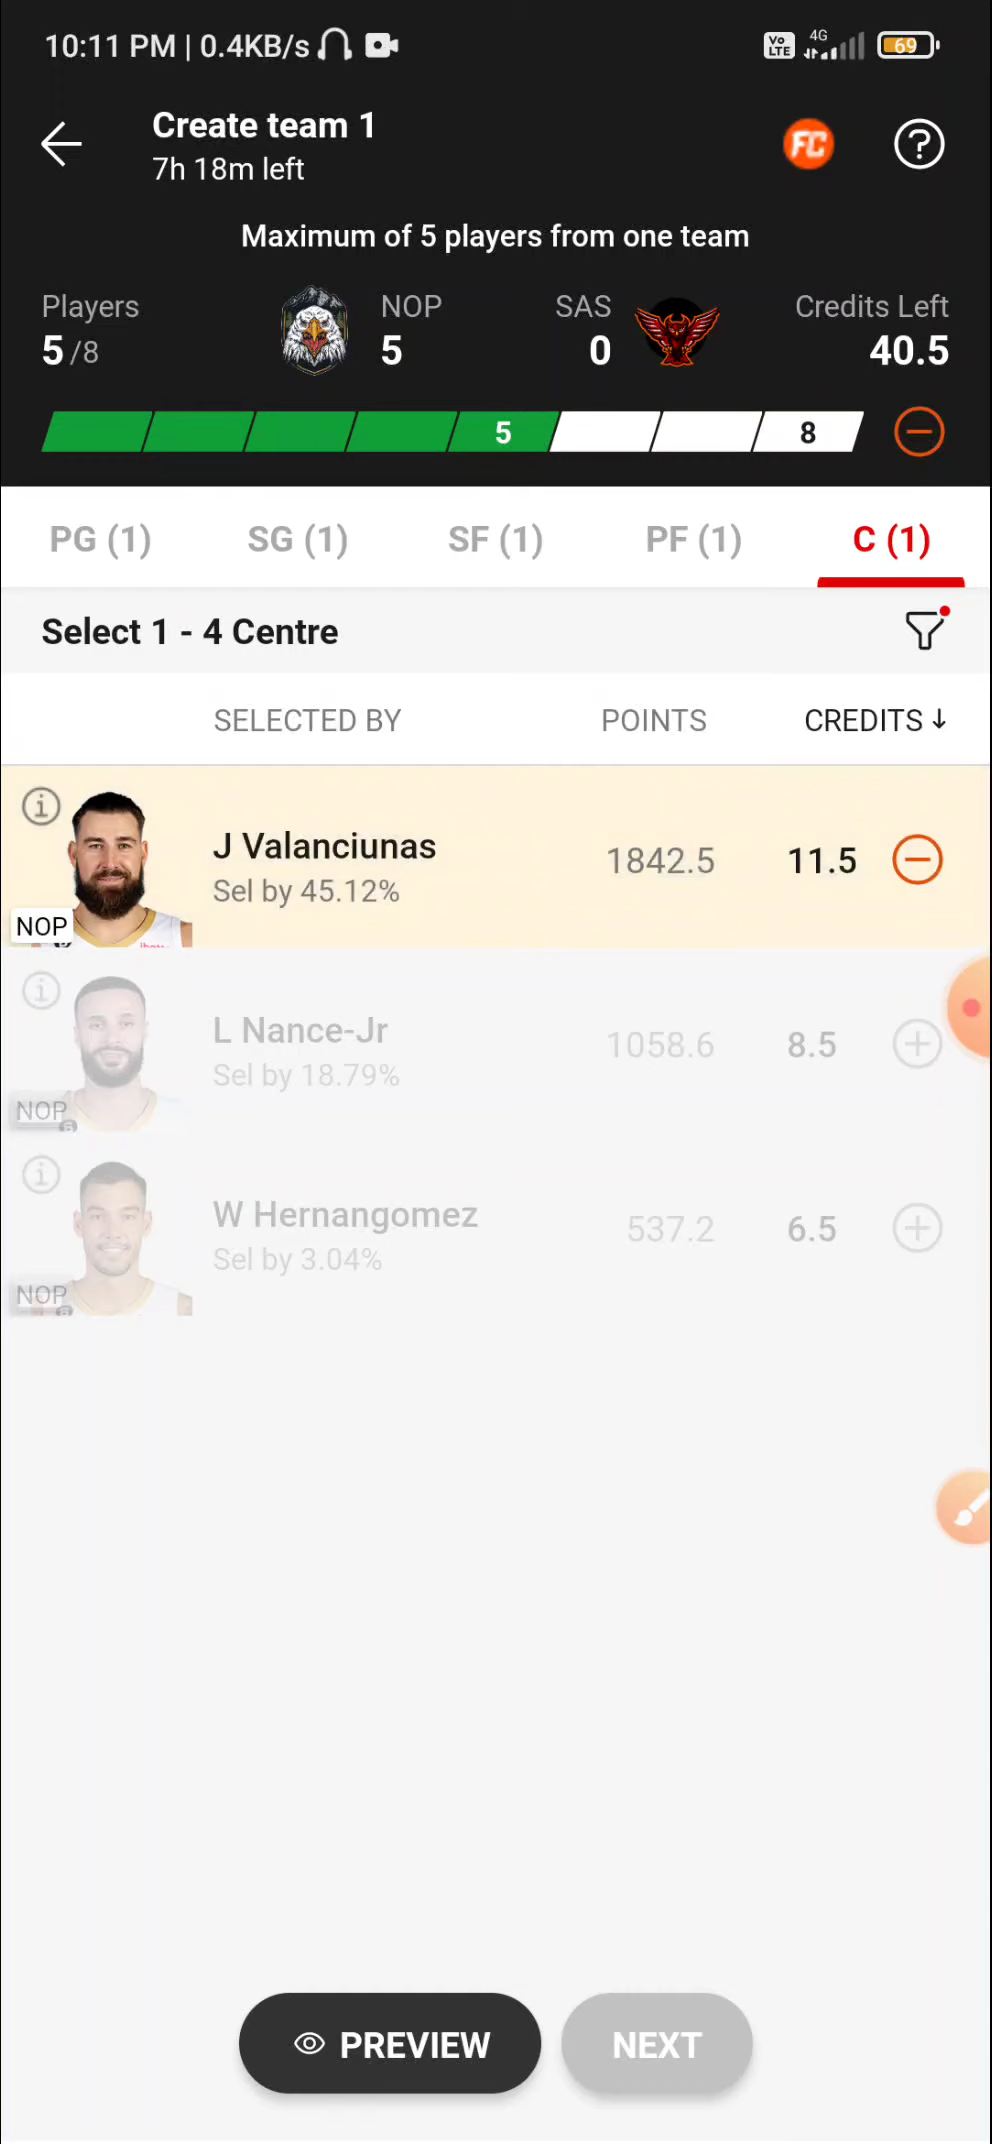 10:11 PM | 0.4KB/s Vo LTE 4G 69
Create team 1
7h 18m left
FC
?
Maximum of 5 players from one team
Players NOP SAS Credits Left
5 /8 5 0 40.5
5 8
PG (1) SG (1) SF (1) PF (1) C (1)
Select 1 - 4 Centre
SELECTED BY POINTS CREDITS ↓
J Valanciunas 1842.5 11.5
Sel by 45.12%
NOP
L Nance-Jr 1058.6 8.5
Sel by 18.79%
NOP
W Hernangomez 537.2 6.5
Sel by 3.04%
NOP
PREVIEW NEXT